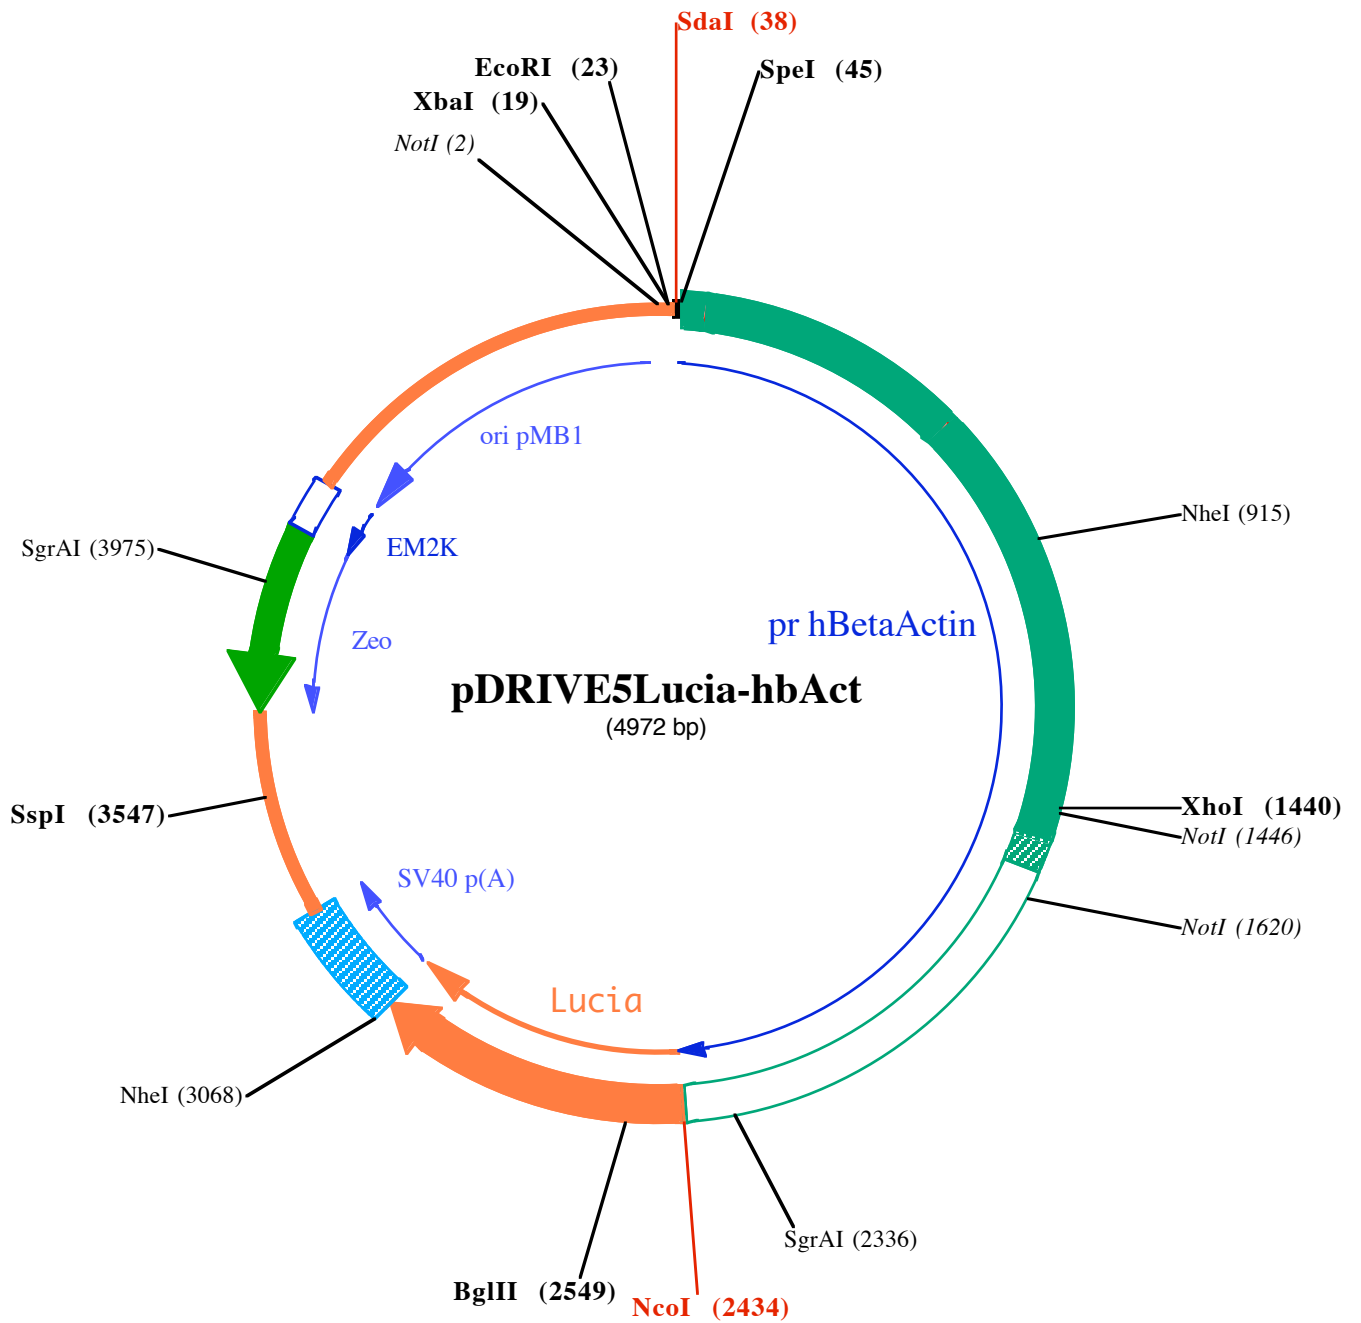 SdaI (38)
EcoRI (23)
SpeI (45)
XbaI (19)
NotI (2)
ori pMB1
NheI (915)
SgrAI (3975)
EM2K
pr hBetaActin
Zeo
pDRIVE5Lucia-hbAct
(4972 bp)
SspI (3547)
XhoI (1440)
NotI (1446)
SV40 p(A)
NotI (1620)
Lucia
NheI (3068)
SgrAI (2336)
BglII (2549)
NcoI (2434)